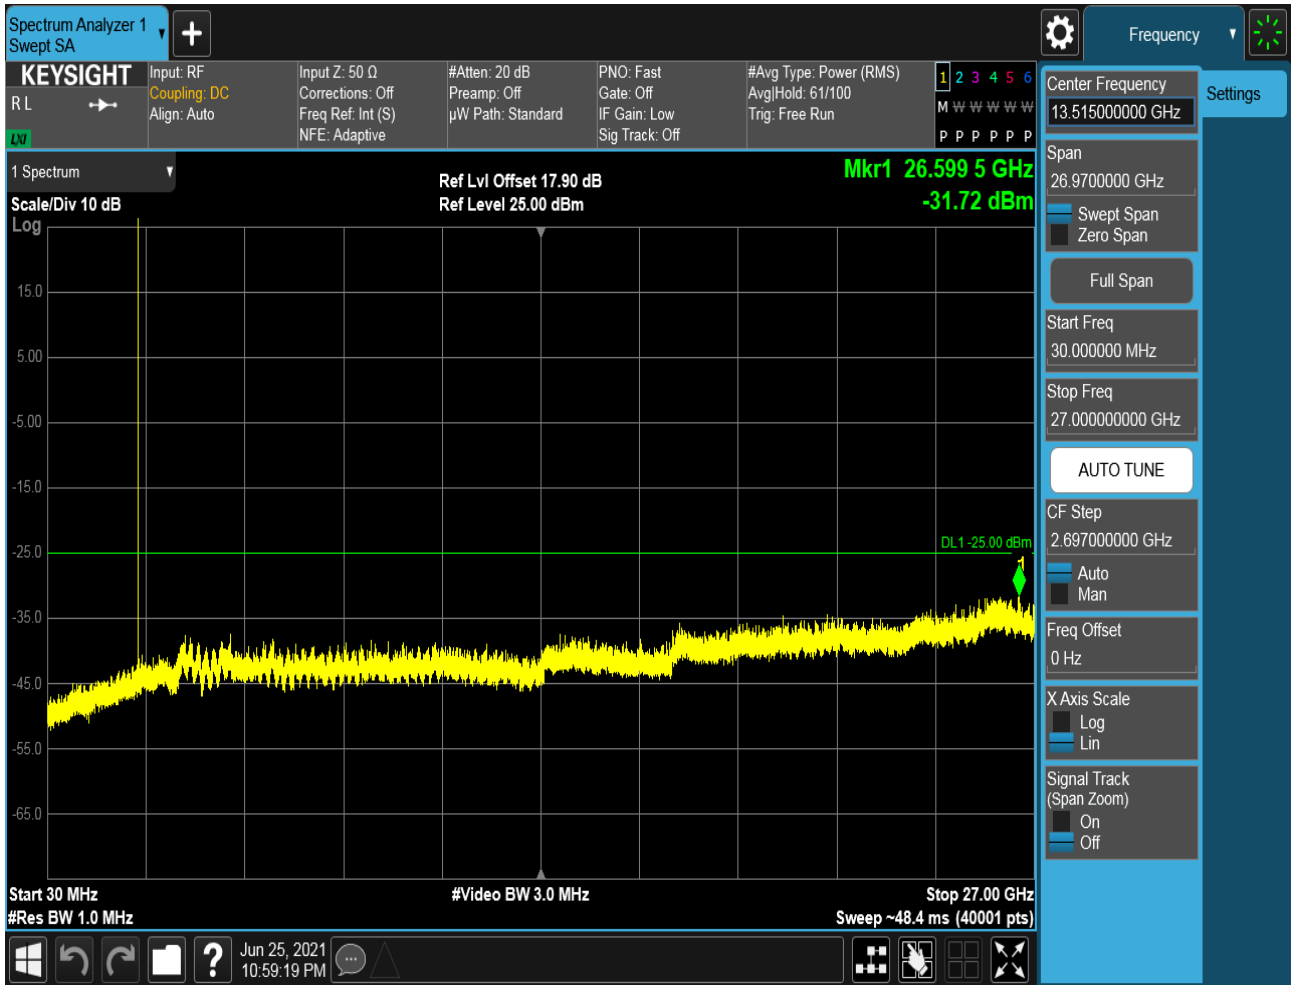 Spectrum Analyzer 1
Swept SA
Frequency
KEYSIGHT
R L
LXI
Input: RF
Coupling: DC
Align: Auto
Input Z: 50 Ω
Corrections: Off
Freq Ref: Int (S)
NFE: Adaptive
#Atten: 20 dB
Preamp: Off
µW Path: Standard
PNO: Fast
Gate: Off
IF Gain: Low
Sig Track: Off
#Avg Type: Power (RMS)
Avg|Hold: 61/100
Trig: Free Run
1 2 3 4 5 6
M W W W W W
P P P P P P
1 Spectrum
Scale/Div 10 dB
Log
Ref Lvl Offset 17.90 dB
Ref Level 25.00 dBm
Mkr1 26.599 5 GHz
-31.72 dBm
15.0
5.00
-5.00
-15.0
-25.0
-35.0
-45.0
-55.0
-65.0
DL1 -25.00 dBm
1
Start 30 MHz
#Res BW 1.0 MHz
#Video BW 3.0 MHz
Stop 27.00 GHz
Sweep ~48.4 ms (40001 pts)
Jun 25, 2021
10:59:19 PM
Center Frequency
13.515000000 GHz
Settings
Span
26.9700000 GHz
Swept Span
Zero Span
Full Span
Start Freq
30.000000 MHz
Stop Freq
27.000000000 GHz
AUTO TUNE
CF Step
2.697000000 GHz
Auto
Man
Freq Offset
0 Hz
X Axis Scale
Log
Lin
Signal Track
(Span Zoom)
On
Off